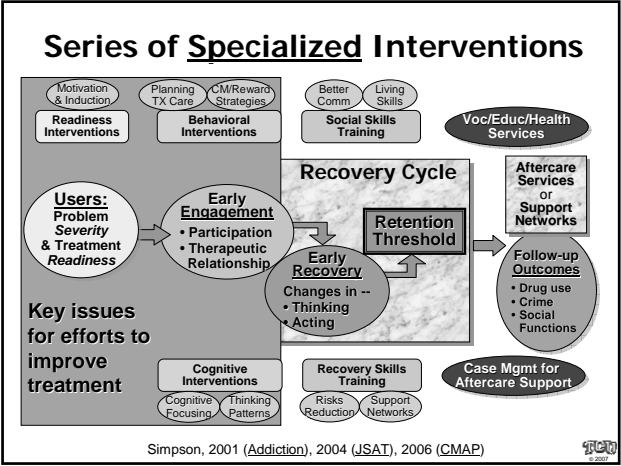 Series of Specialized Interventions
Motivation
& Induction
Planning
TX Care
CM/Reward
Strategies
Better
Comm
Living
Skills
Readiness
Interventions
Behavioral
Interventions
Social Skills
Training
Voc/Educ/Health
Services
Recovery Cycle
Aftercare
Services
or
Support
Networks
Users:
Problem
Severity
& Treatment
Readiness
Early
Engagement
• Participation
• Therapeutic
Relationship
Early
Recovery
Changes in --
• Thinking
• Acting
Retention
Threshold
Follow-up
Outcomes
• Drug use
• Crime
• Social
Functions
Key issues
for efforts to
improve
treatment
Cognitive
Interventions
Recovery Skills
Training
Case Mgmt for
Aftercare Support
Cognitive
Focusing
Thinking
Patterns
Risks
Reduction
Support
Networks
Simpson, 2001 (Addiction), 2004 (JSAT), 2006 (CMAP)
TCU
© 2007